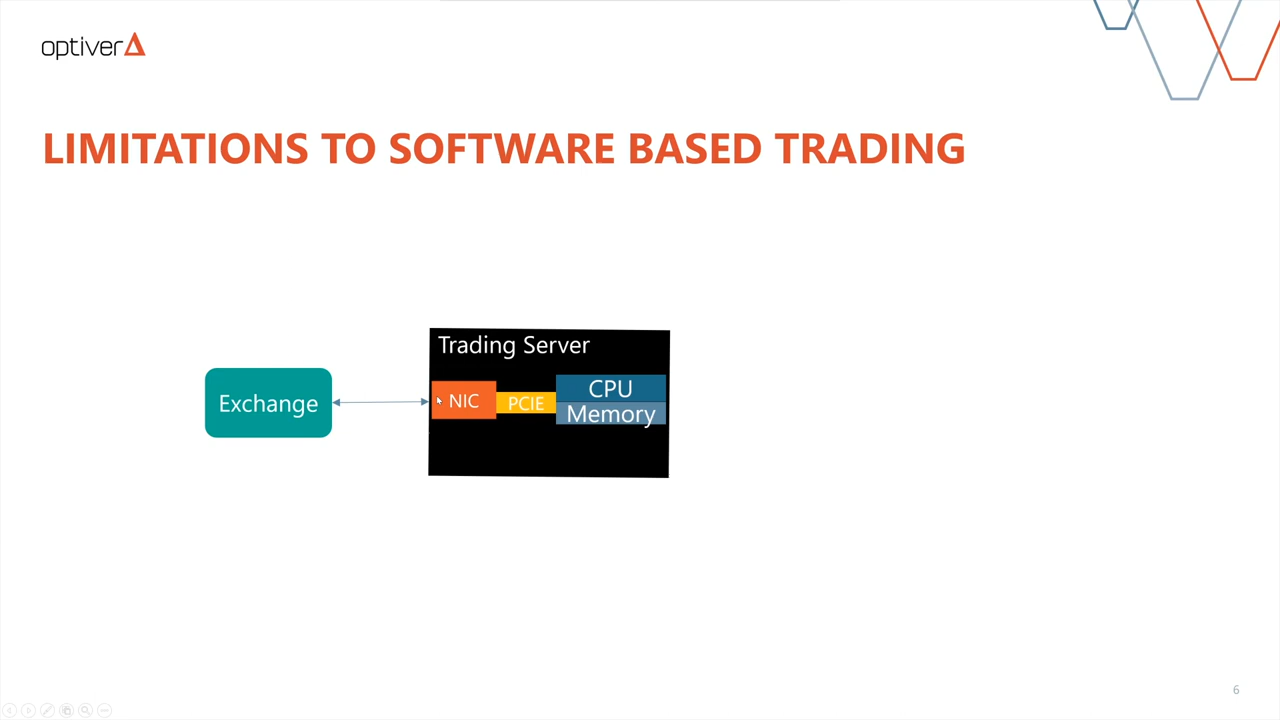 optiver
LIMITATIONS TO SOFTWARE BASED TRADING
Trading Server
Exchange
NIC
PCIE
CPU
Memory
6